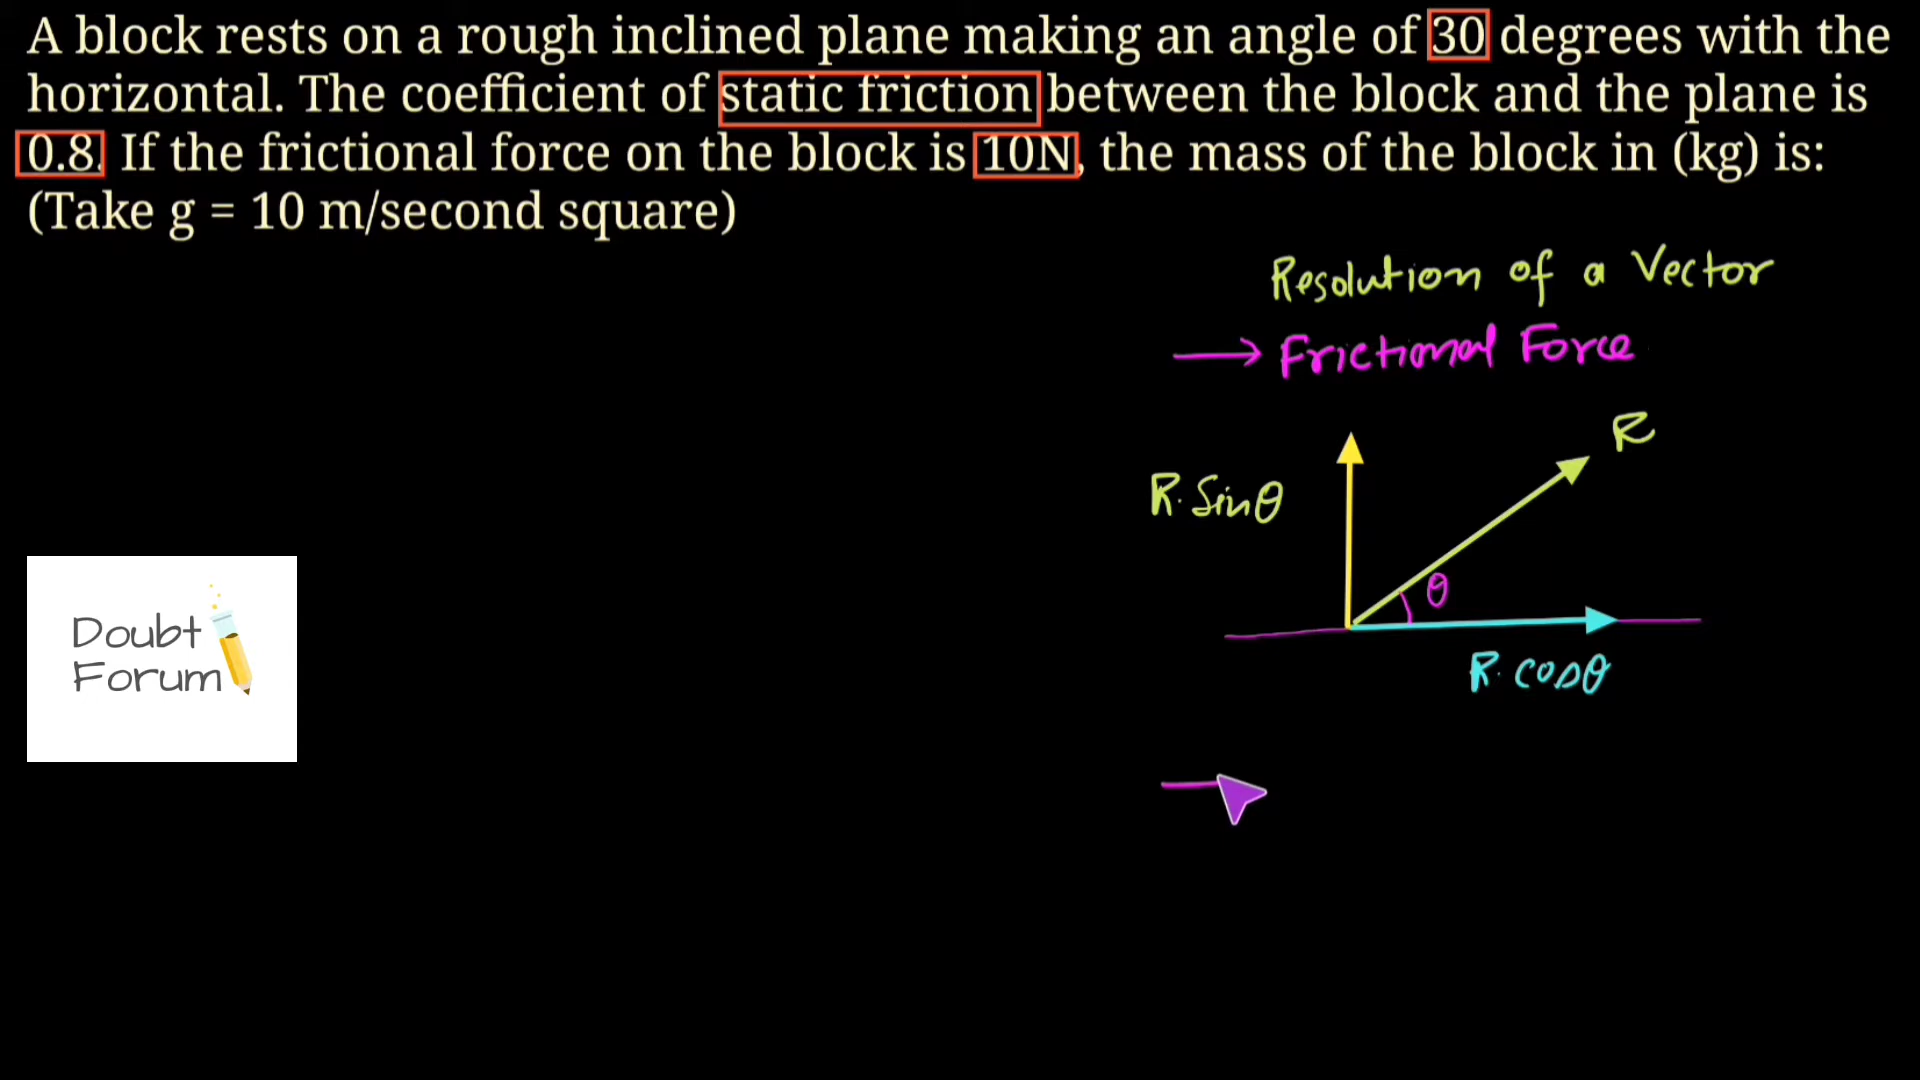 A block rests on a rough inclined plane making an angle of 30 degrees with the
horizontal. The coefficient of static friction between the block and the plane is
0.8. If the frictional force on the block is 10N, the mass of the block in (kg) is:
(Take g = 10 m/second square)
Resolution of a Vector
→ Frictional Force
R
R. Sinθ
θ
R. cosθ
Doubt
Forum